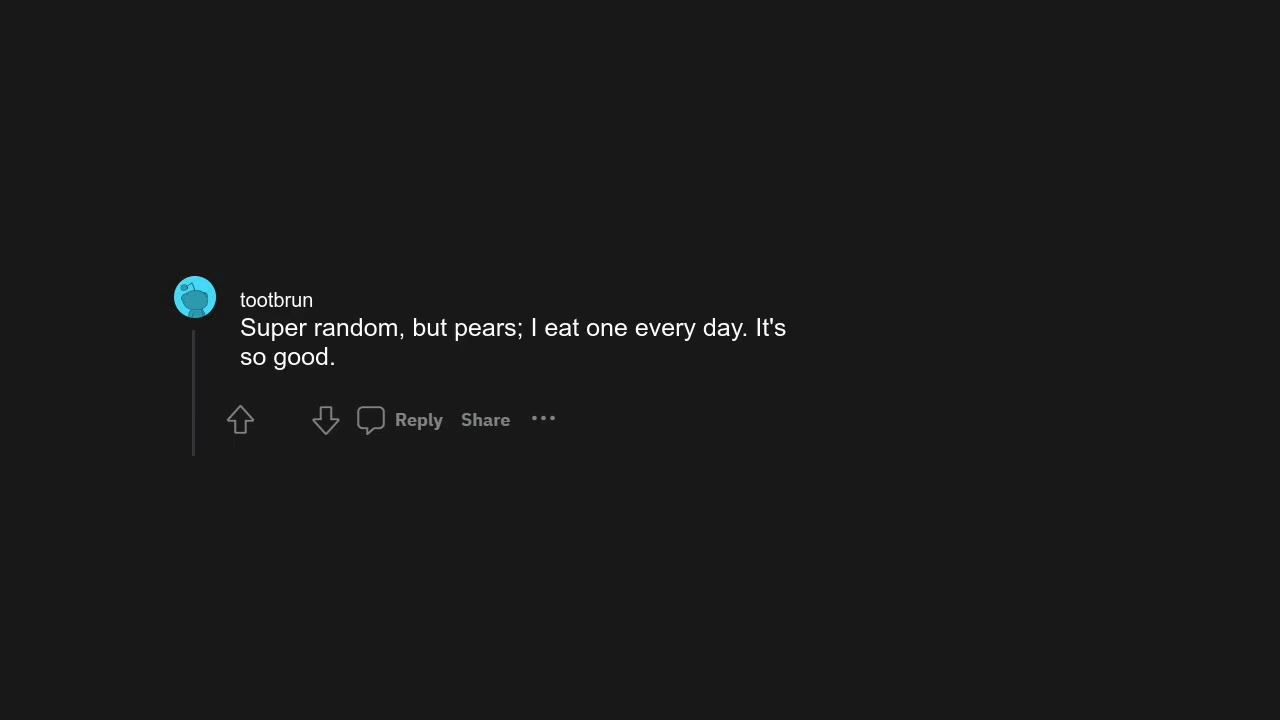 tootbrun
Super random, but pears; I eat one every day. It's
so good.
Reply Share